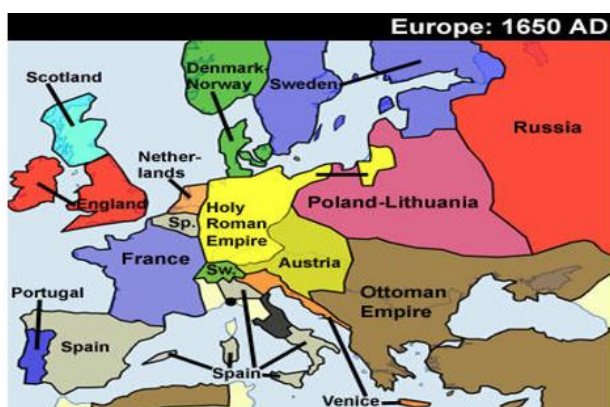 Europe: 1650 AD
Scotland
Denmark-
Norway
Sweden
Russia
Nether-
lands
England
Poland-Lithuania
Sp.
Holy
Roman
Empire
France
Sw.
Austria
Portugal
Spain
Ottoman
Empire
Spain
Venice